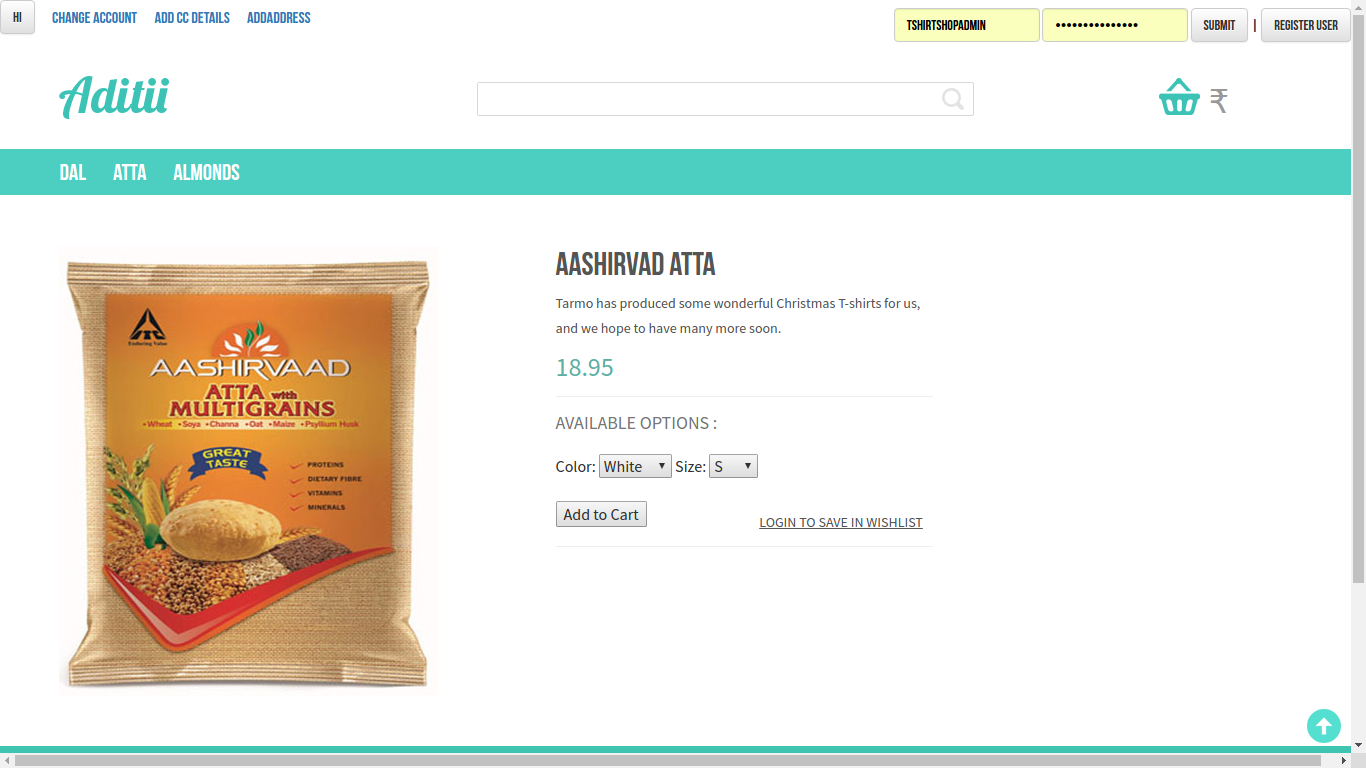 HI CHANGE ACCOUNT ADD CC DETAILS ADDADDRESS TSHIRTSHOPADMIN ••••••••••••••• SUBMIT | REGISTER USER
Aditii ₹
DAL ATTA ALMONDS
ITC
Enduring Value
AASHIRVAAD
ATTA with
MULTIGRAINS
•Wheat •Soya •Channa •Oat •Maize •Psyllium Husk
GREAT
TASTE
PROTEINS
DIETARY FIBRE
VITAMINS
MINERALS
AASHIRVAD ATTA
Tarmo has produced some wonderful Christmas T-shirts for us,
and we hope to have many more soon.
18.95
AVAILABLE OPTIONS :
Color: White Size: S
Add to Cart
LOGIN TO SAVE IN WISHLIST